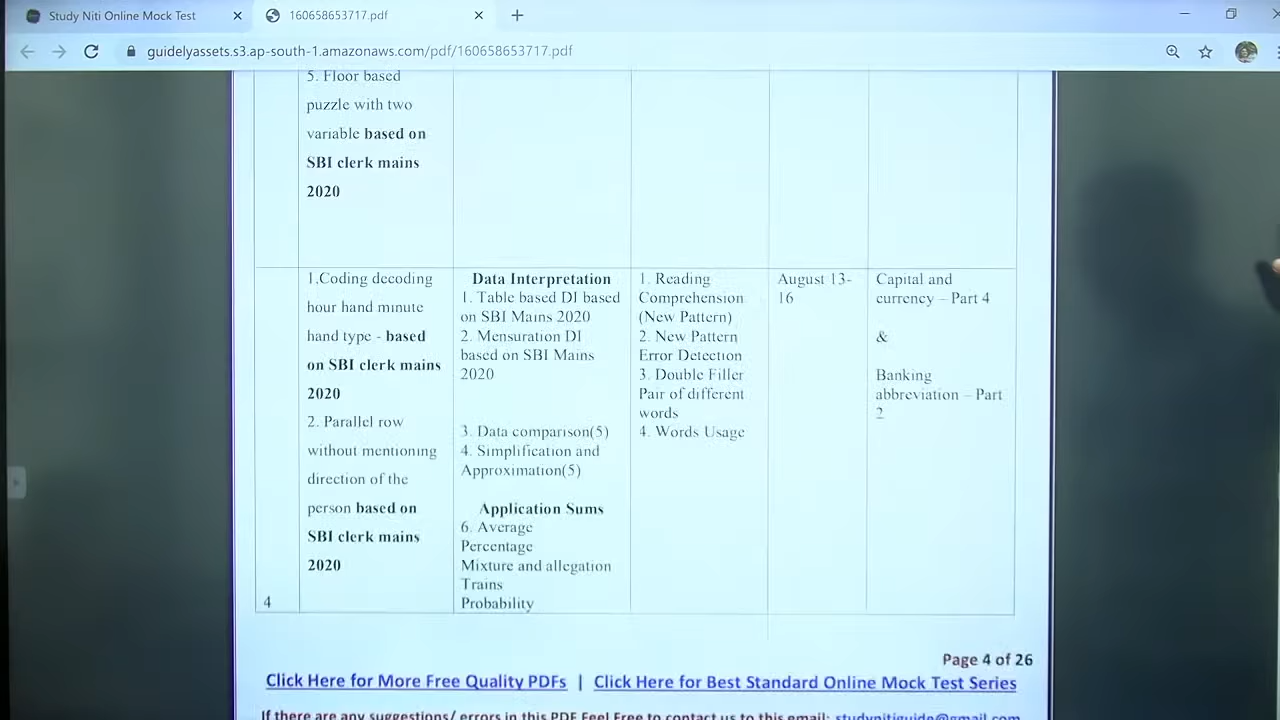 Study Niti Online Mock Test
160658653717.pdf
guidelyassets.s3.ap-south-1.amazonaws.com/pdf/160658653717.pdf
5. Floor based
puzzle with two
variable based on
SBI clerk mains
2020
4
1.Coding decoding
hour hand minute
hand type - based
on SBI clerk mains
2020
2. Parallel row
without mentioning
direction of the
person based on
SBI clerk mains
2020
Data Interpretation
1. Table based DI based
on SBI Mains 2020
2. Mensuration DI
based on SBI Mains
2020
3. Data comparison(5)
4. Simplification and
Approximation(5)
Application Sums
6. Average
Percentage
Mixture and allegation
Trains
Probability
1. Reading
Comprehension
(New Pattern)
2. New Pattern
Error Detection
3. Double Filler
Pair of different
words
4. Words Usage
August 13-
16
Capital and
currency – Part 4
&
Banking
abbreviation – Part
2
Page 4 of 26
Click Here for More Free Quality PDFs | Click Here for Best Standard Online Mock Test Series
If there are any suggestions/ errors in this PDF Feel Free to contact us to this email: studynitiguide@gmail.com